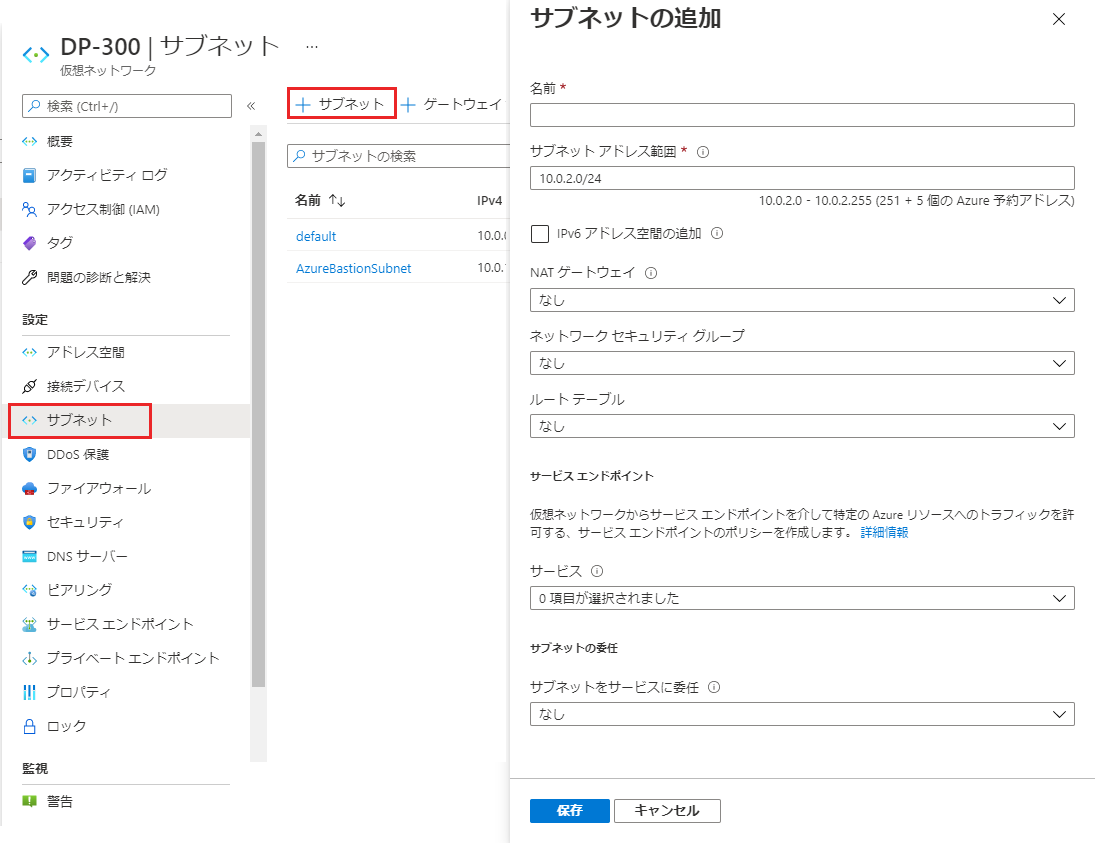 DP-300 | サブネット ...
仮想ネットワーク
検索 (Ctrl+/)
«
概要
アクティビティ ログ
アクセス制御 (IAM)
タグ
問題の診断と解決
設定
アドレス空間
接続デバイス
サブネット
DDoS 保護
ファイアウォール
セキュリティ
DNS サーバー
ピアリング
サービス エンドポイント
プライベート エンドポイント
プロパティ
ロック
監視
警告
+ サブネット + ゲートウェイ
サブネットの検索
名前 ↑↓ IPv4
default 10.0.
AzureBastionSubnet 10.0.
サブネットの追加
名前 *
サブネット アドレス範囲 *
10.0.2.0/24
10.0.2.0 - 10.0.2.255 (251 + 5 個の Azure 予約アドレス)
IPv6 アドレス空間の追加
NAT ゲートウェイ
なし
ネットワーク セキュリティ グループ
なし
ルート テーブル
なし
サービス エンドポイント
仮想ネットワークからサービス エンドポイントを介して特定の Azure リソースへのトラフィックを許
可する、サービス エンドポイントのポリシーを作成します。 詳細情報
サービス
0 項目が選択されました
サブネットの委任
サブネットをサービスに委任
なし
保存
キャンセル